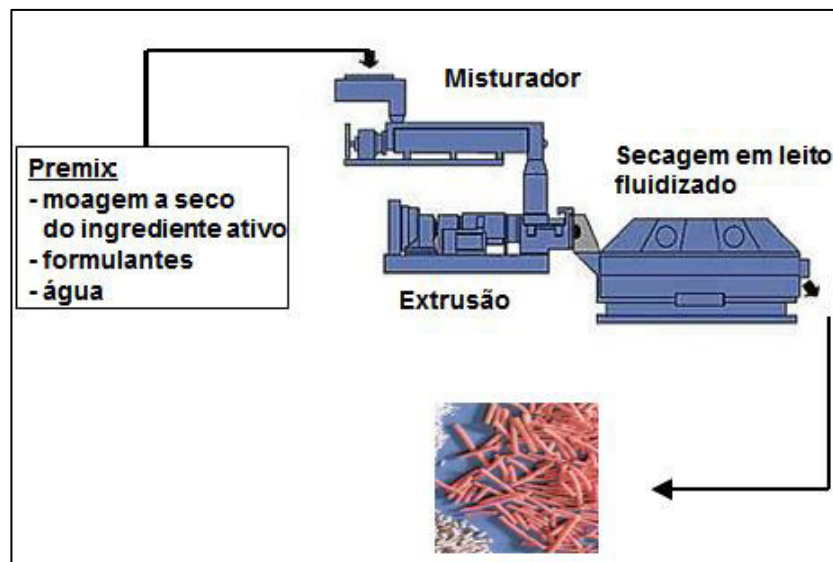 Misturador
Premix:
- moagem a seco
do ingrediente ativo
- formulantes
- água
Secagem em leito
fluidizado
Extrusão